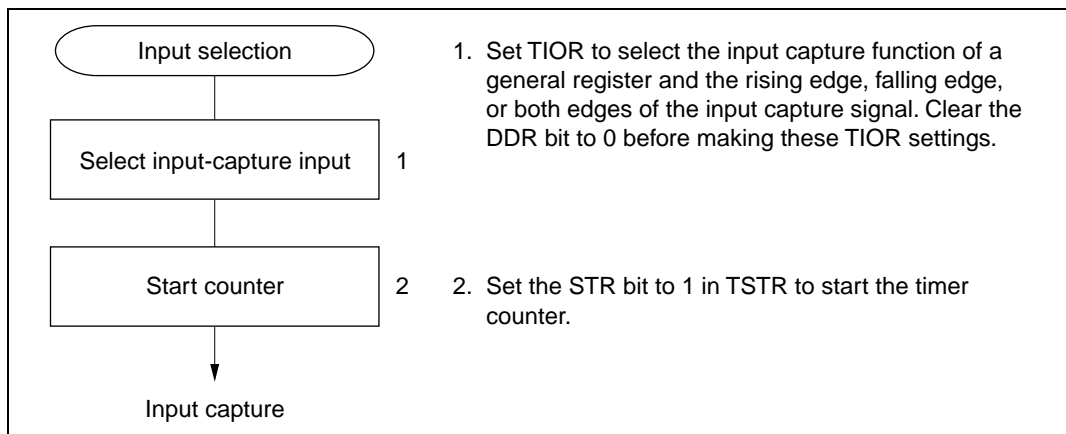 Input selection
Select input-capture input 1
Start counter 2
Input capture
1. Set TIOR to select the input capture function of a
general register and the rising edge, falling edge,
or both edges of the input capture signal. Clear the
DDR bit to 0 before making these TIOR settings.
2. Set the STR bit to 1 in TSTR to start the timer
counter.